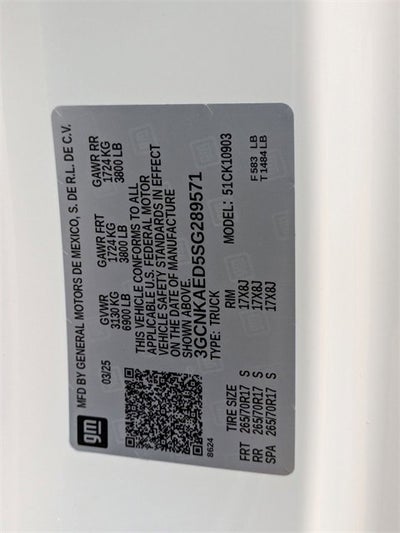 gm
MFD BY GENERAL MOTORS DE MEXICO, S. DE R.L. DE C.V.
03/25
GVWR GAWR FRT GAWR RR
3130 KG 1724 KG 1724 KG
6900 LB 3800 LB 3800 LB
THIS VEHICLE CONFORMS TO ALL
APPLICABLE U.S. FEDERAL MOTOR
VEHICLE SAFETY STANDARDS IN EFFECT
ON THE DATE OF MANUFACTURE
SHOWN ABOVE.
3GCNKAED5SG289571
TYPE: TRUCK
MODEL: 51CK10903
8624
TIRE SIZE RIM
FRT 265/70R17 S 17X8J F 583 LB
RR 265/70R17 S 17X8J T 1484 LB
SPA 265/70R17 S 17X8J